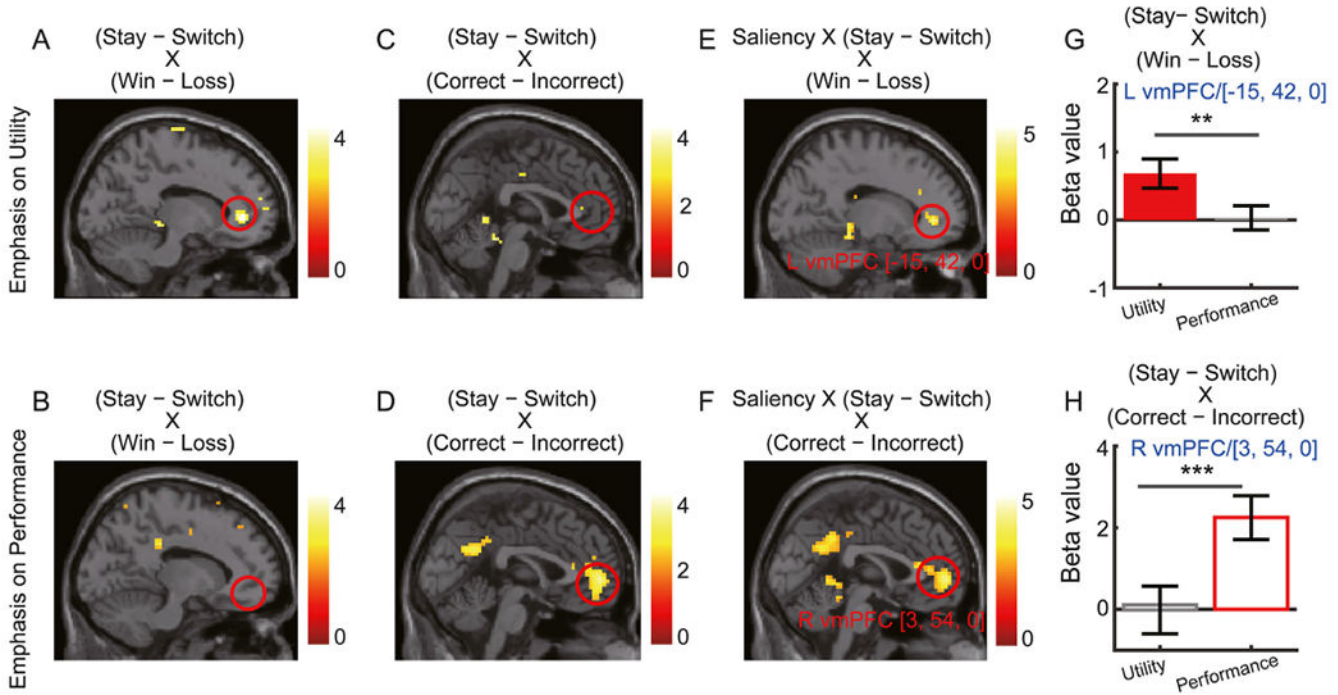 A
(Stay – Switch)
X
(Win – Loss)
Emphasis on Utility
4
2
0
C
(Stay – Switch)
X
(Correct – Incorrect)
4
2
0
E
Saliency X (Stay – Switch)
X
(Win – Loss)
5
0
L vmPFC [-15, 42, 0]
G
(Stay– Switch)
X
(Win – Loss)
L vmPFC/[-15, 42, 0]
**
Beta value
2
1
0
-1
Utility
Performance
B
(Stay – Switch)
X
(Win – Loss)
Emphasis on Performance
4
2
0
D
(Stay – Switch)
X
(Correct – Incorrect)
4
2
0
F
Saliency X (Stay – Switch)
X
(Correct – Incorrect)
5
0
R vmPFC [3, 54, 0]
H
(Stay – Switch)
X
(Correct – Incorrect)
R vmPFC/[3, 54, 0]
***
Beta value
4
2
0
Utility
Performance